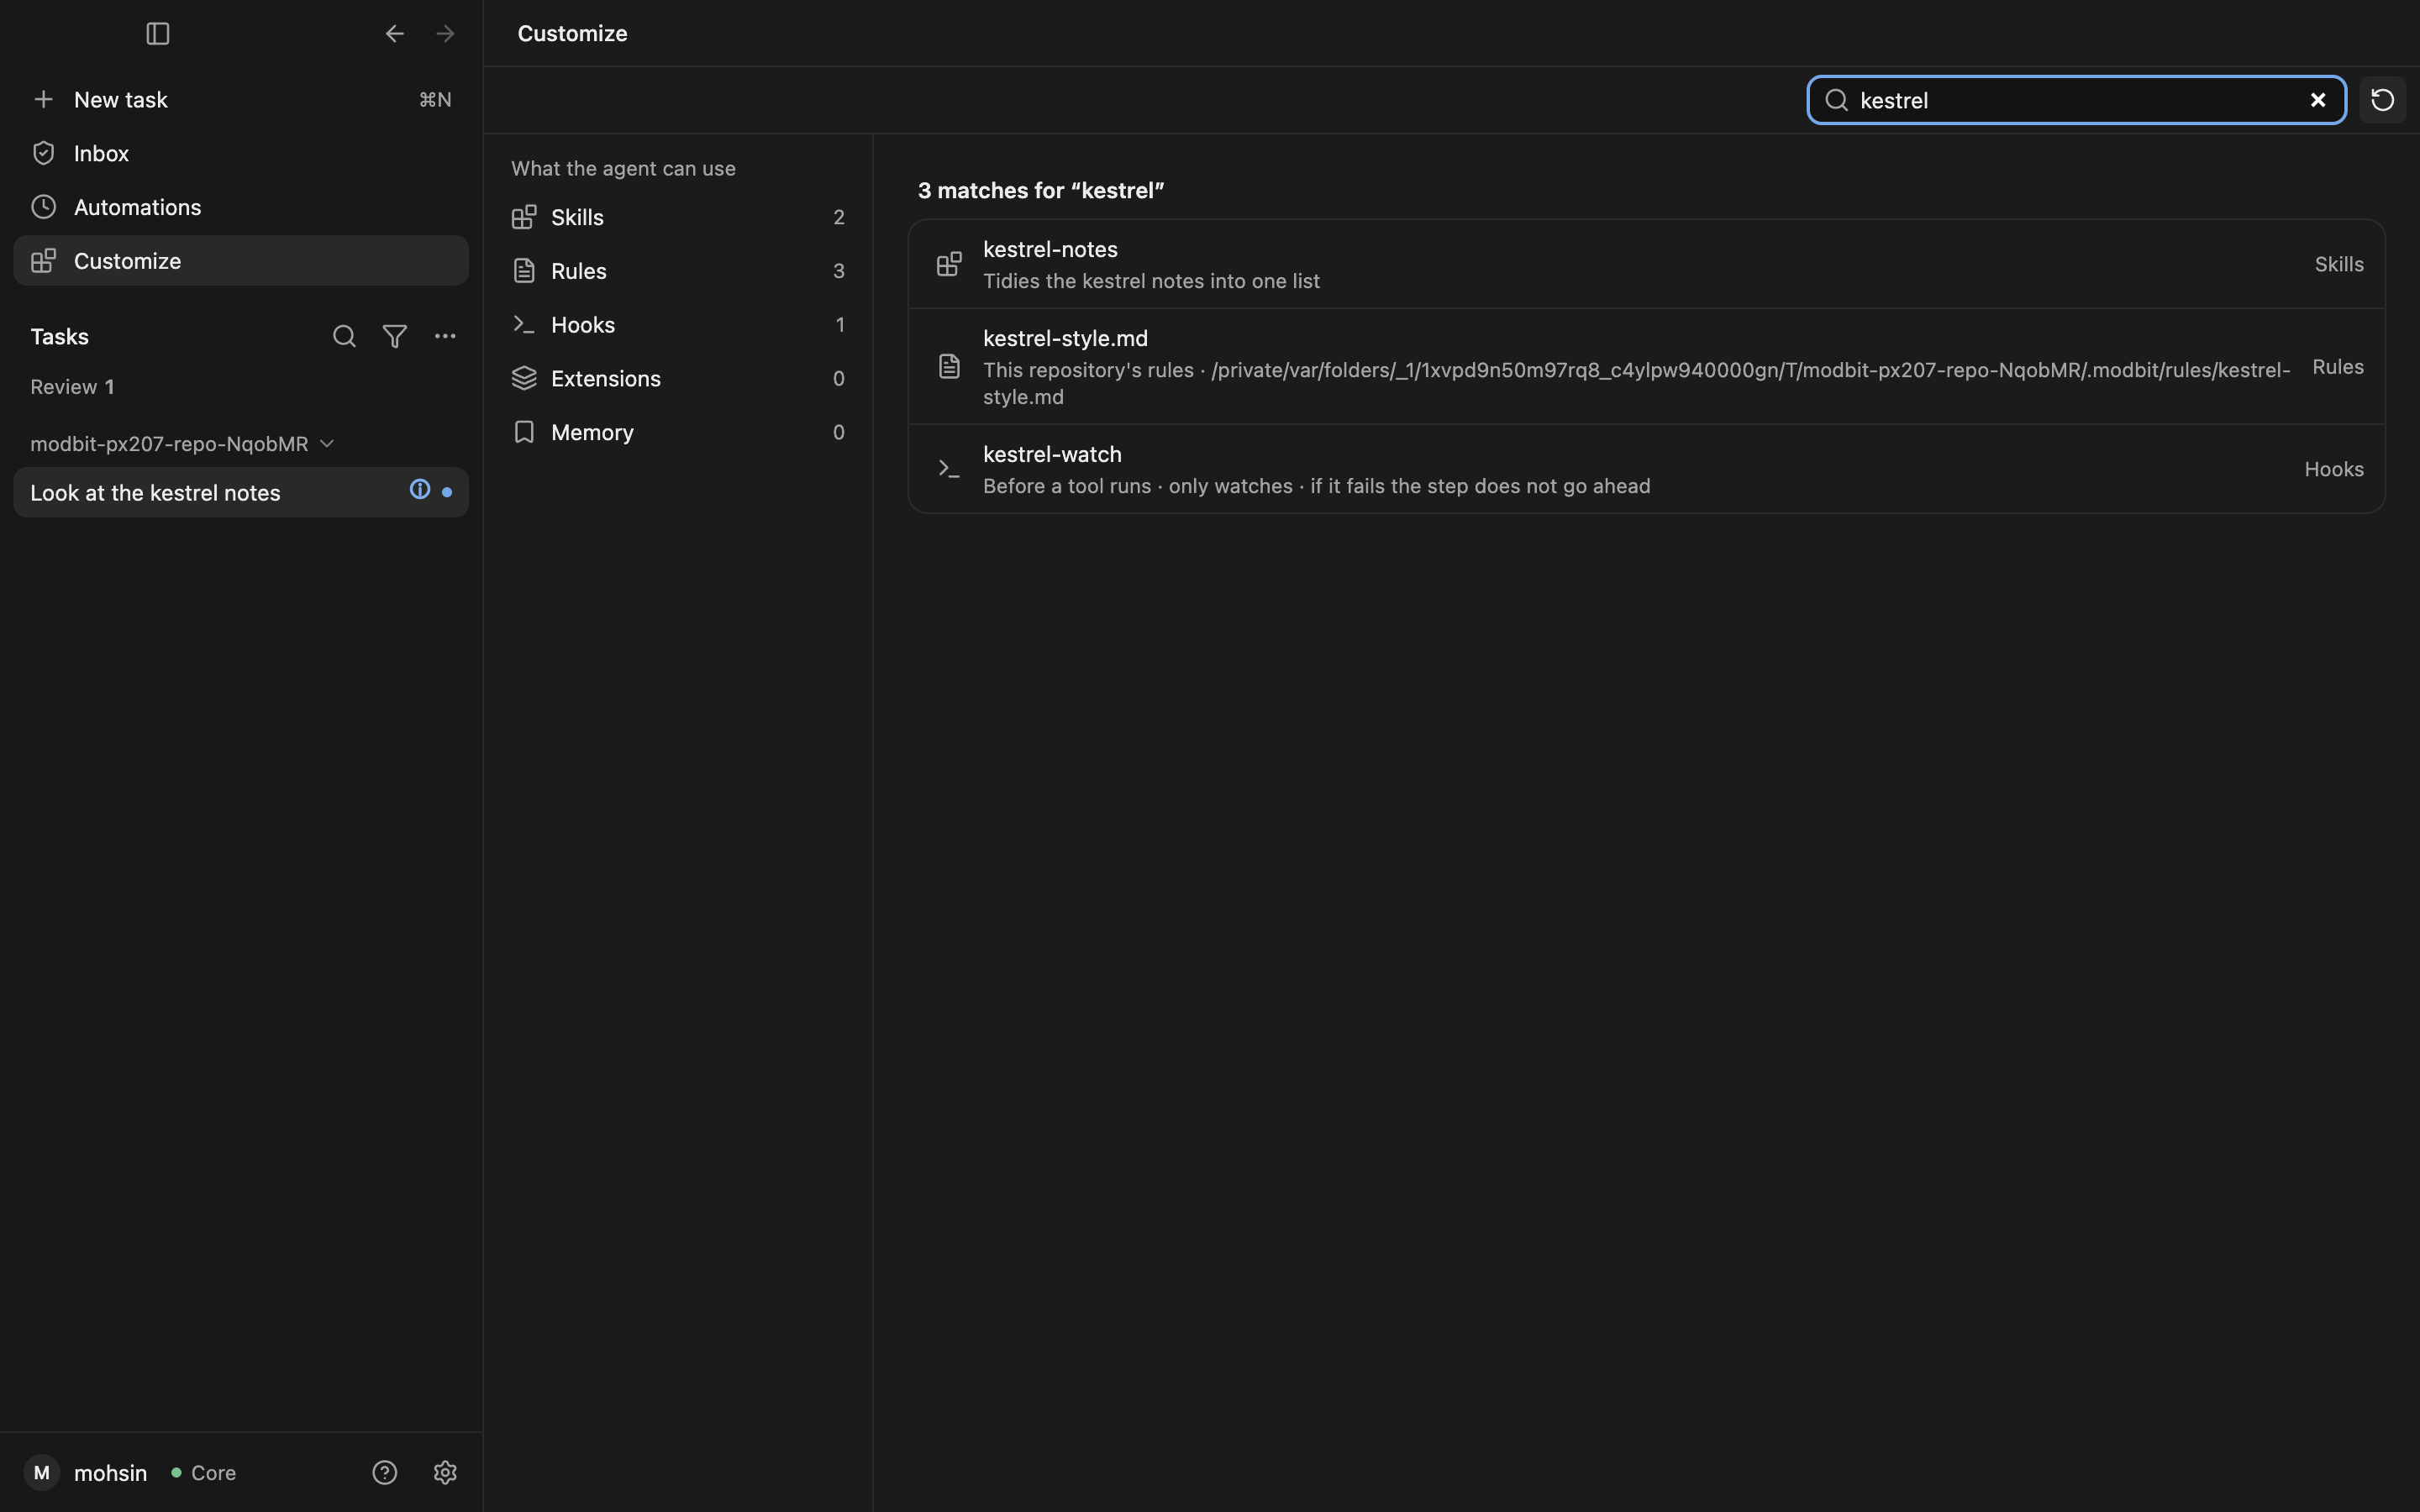 Customize
New task ⌘N
Inbox
Automations
Customize
Tasks
Review 1
modbit-px207-repo-NqobMR
Look at the kestrel notes
M mohsin Core
kestrel
What the agent can use
Skills 2
Rules 3
Hooks 1
Extensions 0
Memory 0
3 matches for “kestrel”
kestrel-notes
Tidies the kestrel notes into one list
Skills
kestrel-style.md
This repository's rules · /private/var/folders/_1/1xvpd9n50m97rq8_c4ylpw940000gn/T/modbit-px207-repo-NqobMR/.modbit/rules/kestrel-
style.md
Rules
kestrel-watch
Before a tool runs · only watches · if it fails the step does not go ahead
Hooks